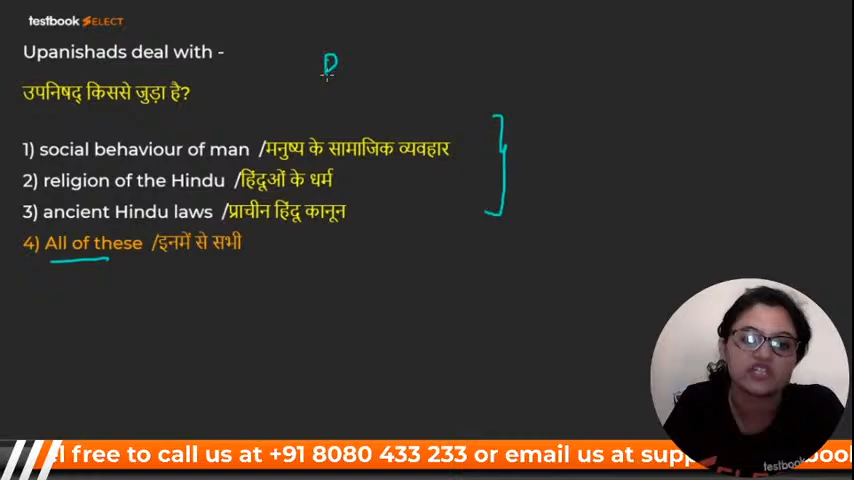 testbook SELECT
Upanishads deal with -
D
उपनिषद् किससे जुड़ा है?
1) social behaviour of man /मनुष्य के सामाजिक व्यवहार
2) religion of the Hindu /हिंदूओं के धर्म
3) ancient Hindu laws /प्राचीन हिंदू कानून
4) All of these /इनमें से सभी
testbook
el free to call us at +91 8080 433 233 or email us at supp